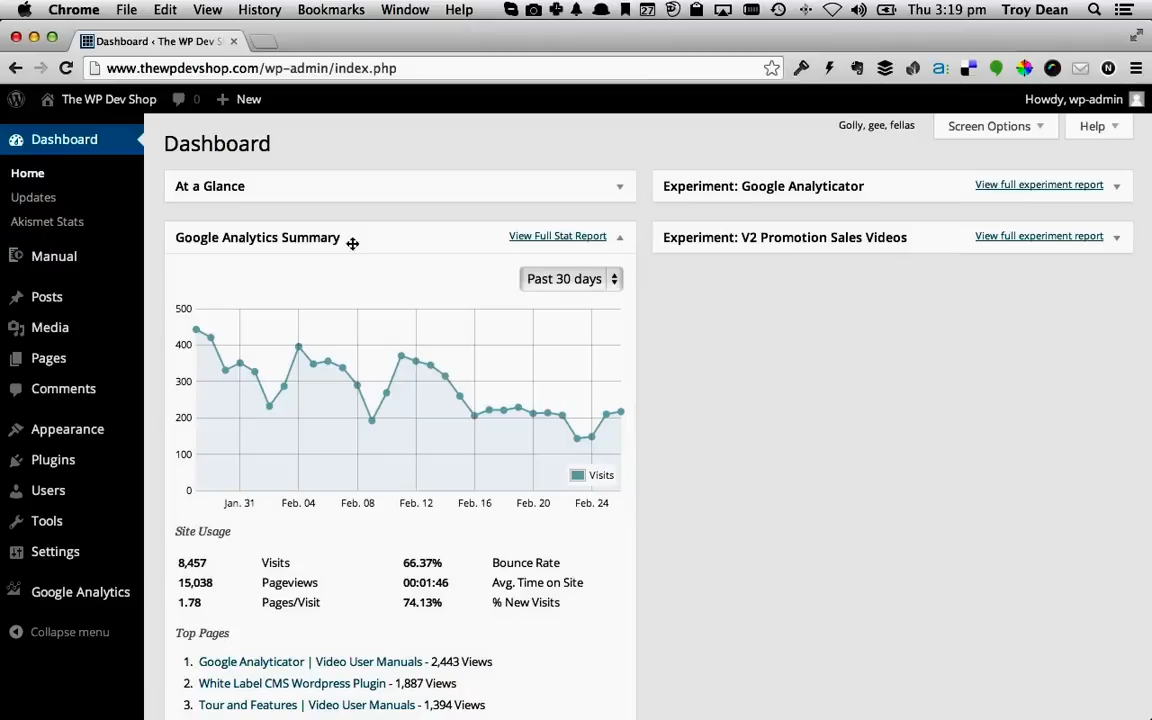 Chrome File Edit View History Bookmarks Window Help 27 Thu 3:19 pm Troy Dean
Dashboard ‹ The WP Dev S
www.thewpdevshop.com/wp-admin/index.php
The WP Dev Shop 0 New Howdy, wp-admin
Golly, gee, fellas Screen Options Help
Dashboard
Home
Updates
Akismet Stats
Manual
Posts
Media
Pages
Comments
Appearance
Plugins
Users
Tools
Settings
Google Analytics
Collapse menu
Dashboard
At a Glance
Google Analytics Summary View Full Stat Report
Past 30 days
500
400
300
200
100
0
Visits
Jan. 31 Feb. 04 Feb. 08 Feb. 12 Feb. 16 Feb. 20 Feb. 24
Site Usage
8,457 Visits 66.37% Bounce Rate
15,038 Pageviews 00:01:46 Avg. Time on Site
1.78 Pages/Visit 74.13% % New Visits
Top Pages
1. Google Analyticator | Video User Manuals - 2,443 Views
2. White Label CMS Wordpress Plugin - 1,887 Views
3. Tour and Features | Video User Manuals - 1,394 Views
Experiment: Google Analyticator View full experiment report
Experiment: V2 Promotion Sales Videos View full experiment report